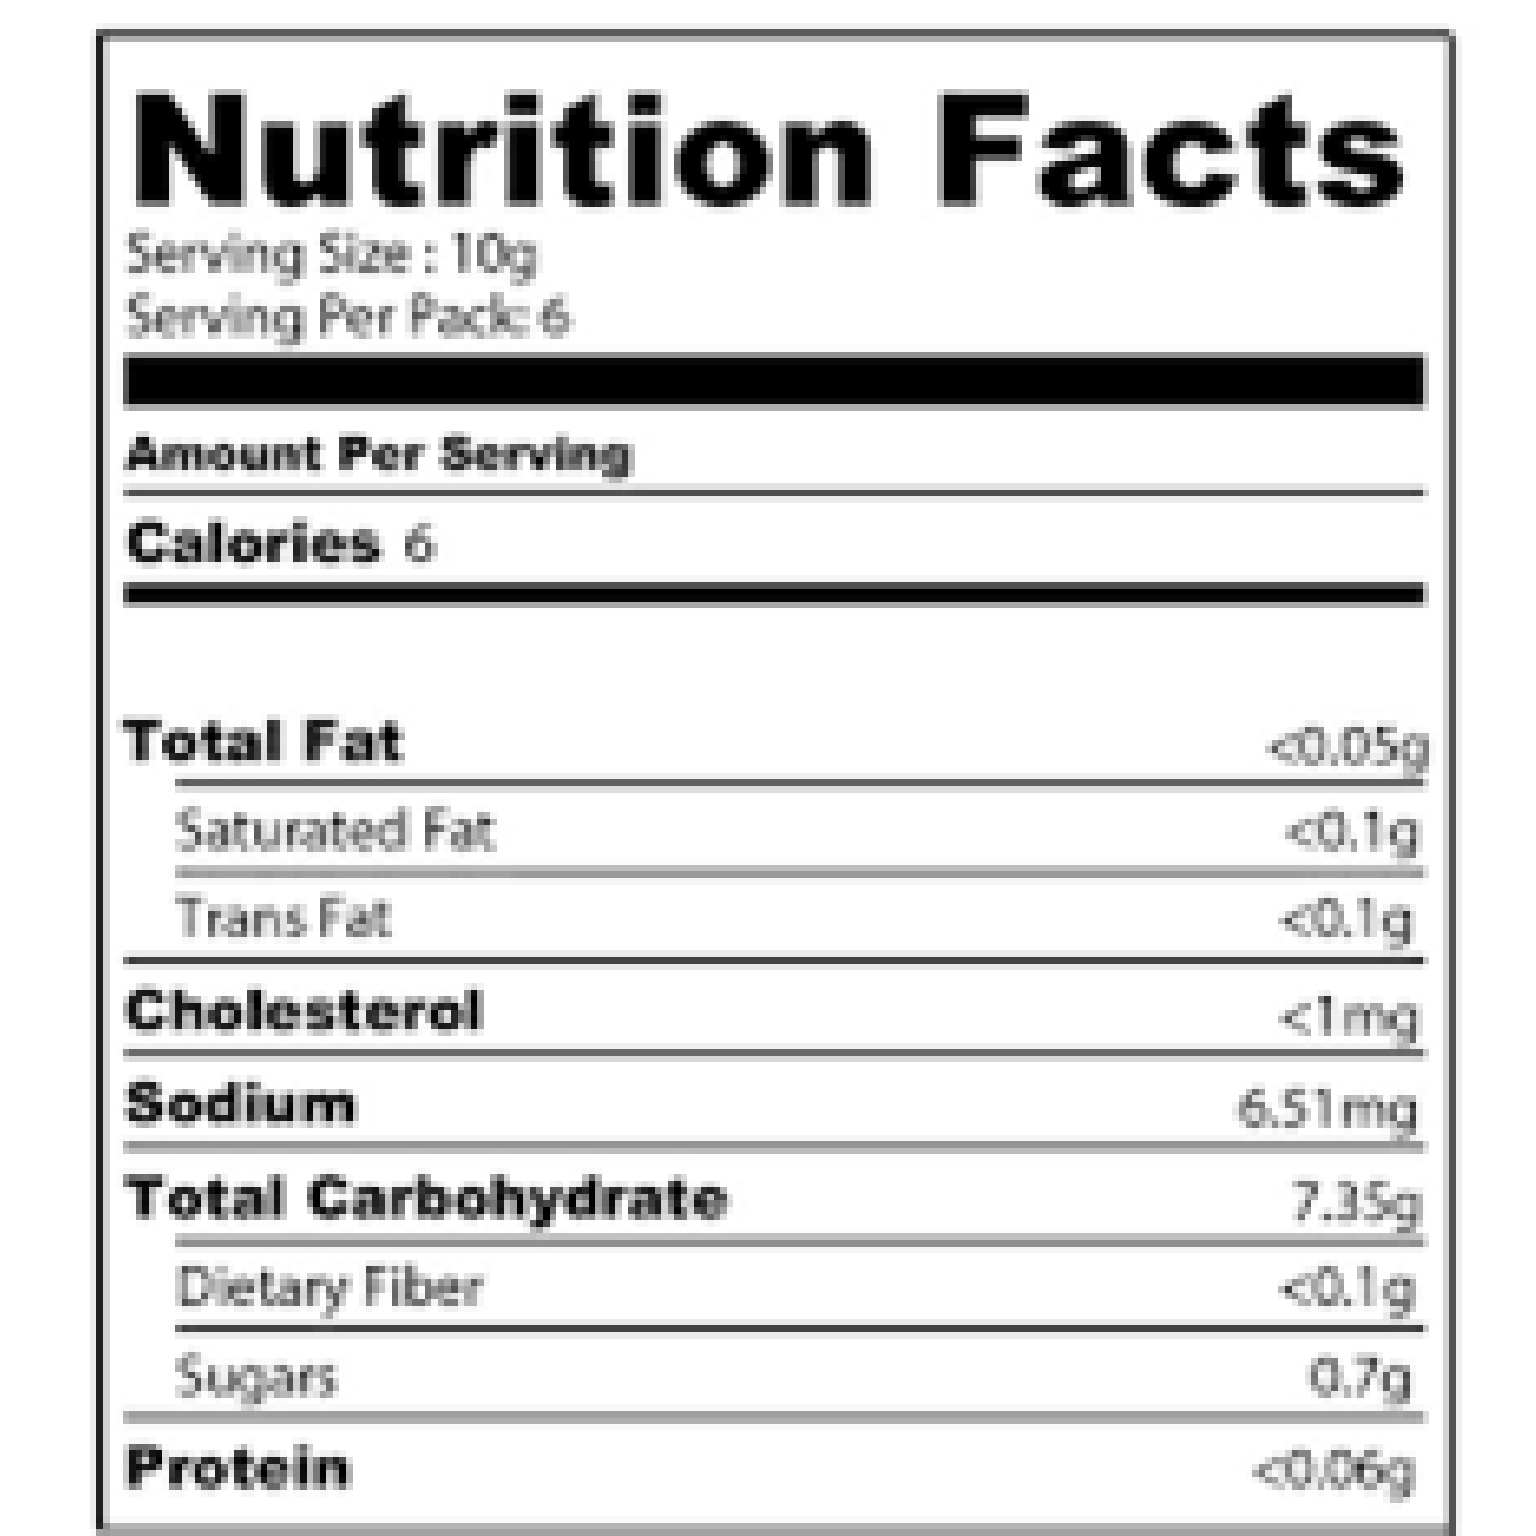 Nutrition Facts
Serving Size : 10g
Serving Per Pack: 6
Amount Per Serving
Calories 6
Total Fat <0.05g
Saturated Fat <0.1g
Trans Fat <0.1g
Cholesterol <1mg
Sodium 6.51mg
Total Carbohydrate 7.35g
Dietary Fiber <0.1g
Sugars 0.7g
Protein <0.06g